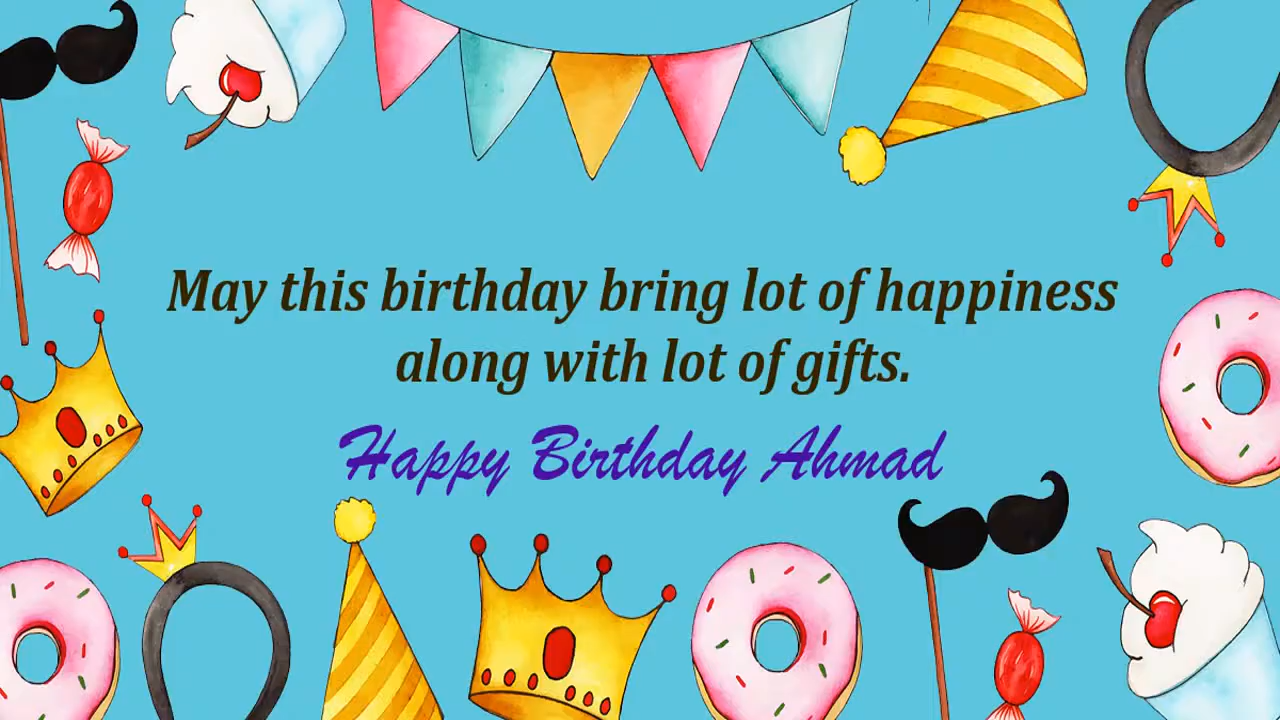 May this birthday bring lot of happiness
along with lot of gifts.
Happy Birthday Ahmad